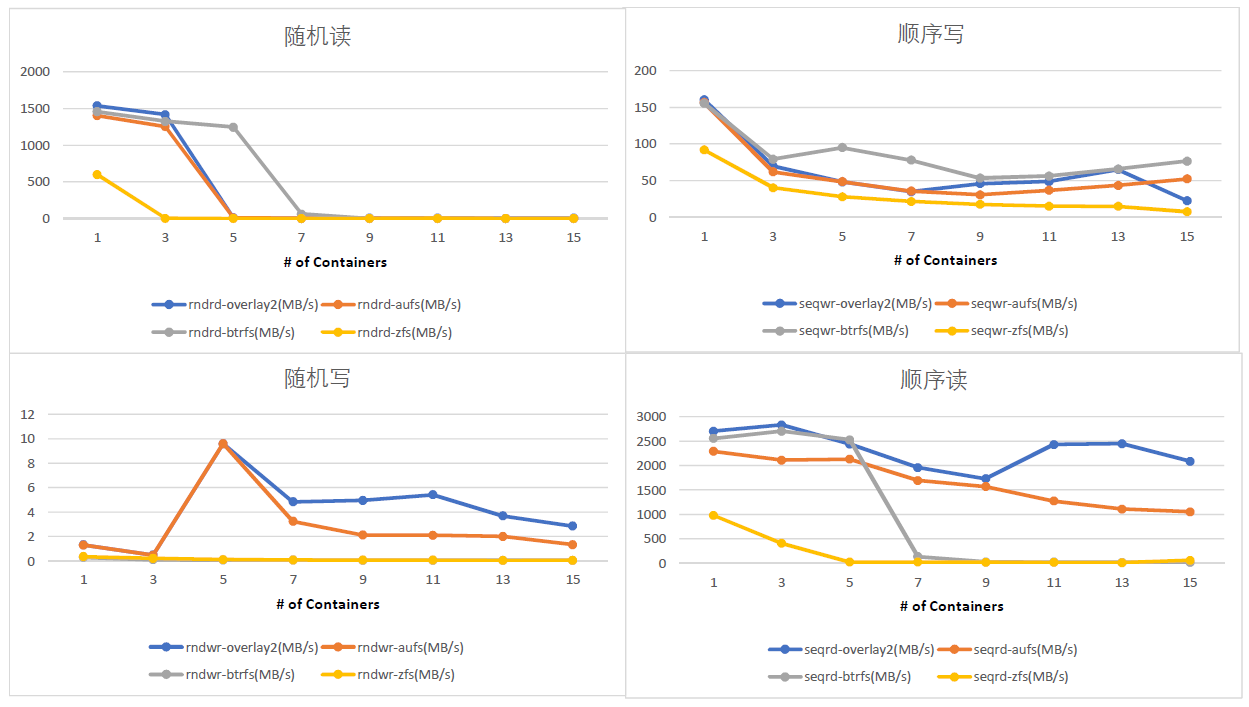 随机读
2000
1500
1000
500
0
1 3 5 7 9 11 13 15
# of Containers
rndrd-overlay2(MB/s) rndrd-aufs(MB/s)
rndrd-btrfs(MB/s) rndrd-zfs(MB/s)
顺序写
200
150
100
50
0
1 3 5 7 9 11 13 15
# of Containers
seqwr-overlay2(MB/s) seqwr-aufs(MB/s)
seqwr-btrfs(MB/s) seqwr-zfs(MB/s)
随机写
12
10
8
6
4
2
0
1 3 5 7 9 11 13 15
# of Containers
rndwr-overlay2(MB/s) rndwr-aufs(MB/s)
rndwr-btrfs(MB/s) rndwr-zfs(MB/s)
顺序读
3000
2500
2000
1500
1000
500
0
1 3 5 7 9 11 13 15
# of Containers
seqrd-overlay2(MB/s) seqrd-aufs(MB/s)
seqrd-btrfs(MB/s) seqrd-zfs(MB/s)